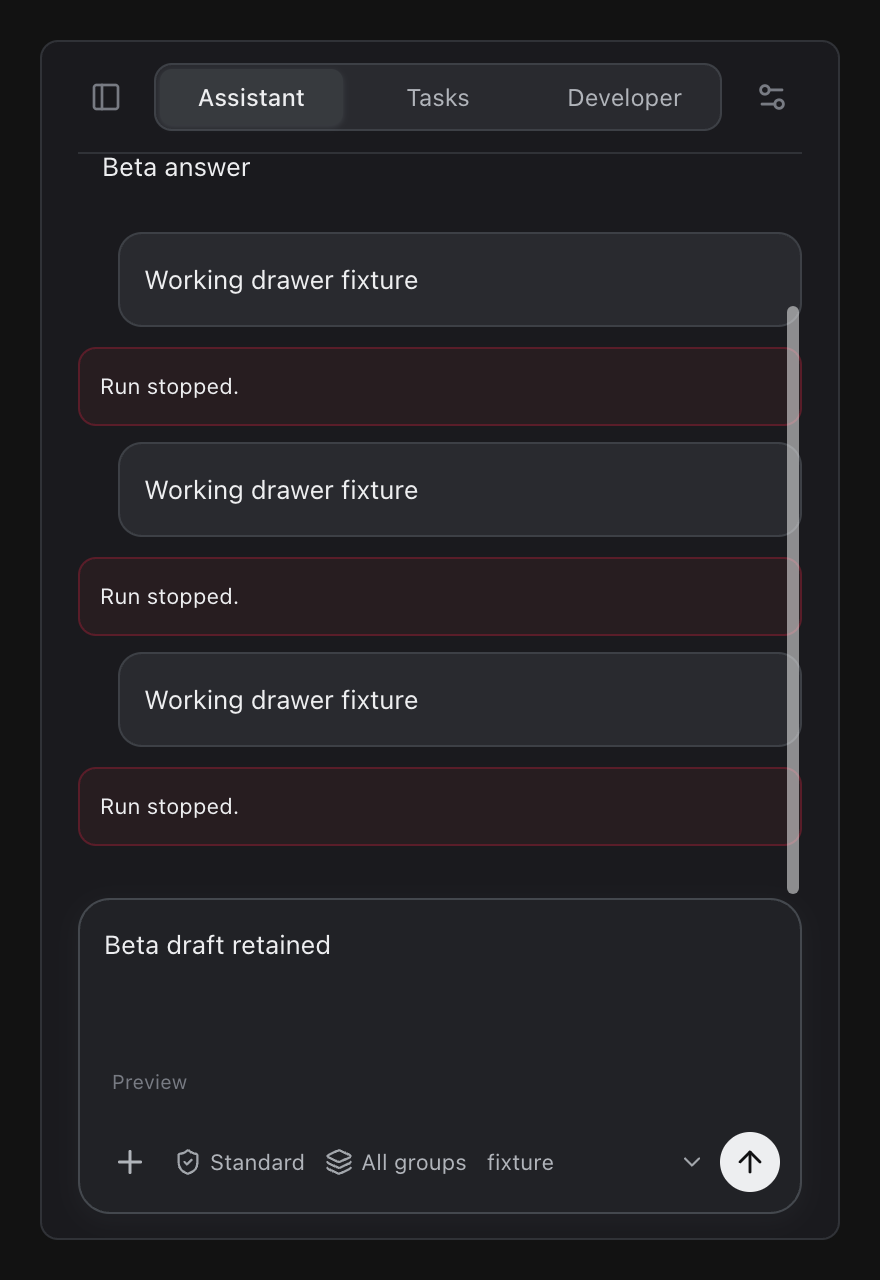 Assistant
Tasks
Developer
Beta answer
Working drawer fixture
Run stopped.
Working drawer fixture
Run stopped.
Working drawer fixture
Run stopped.
Beta draft retained
Preview
Standard
All groups
fixture